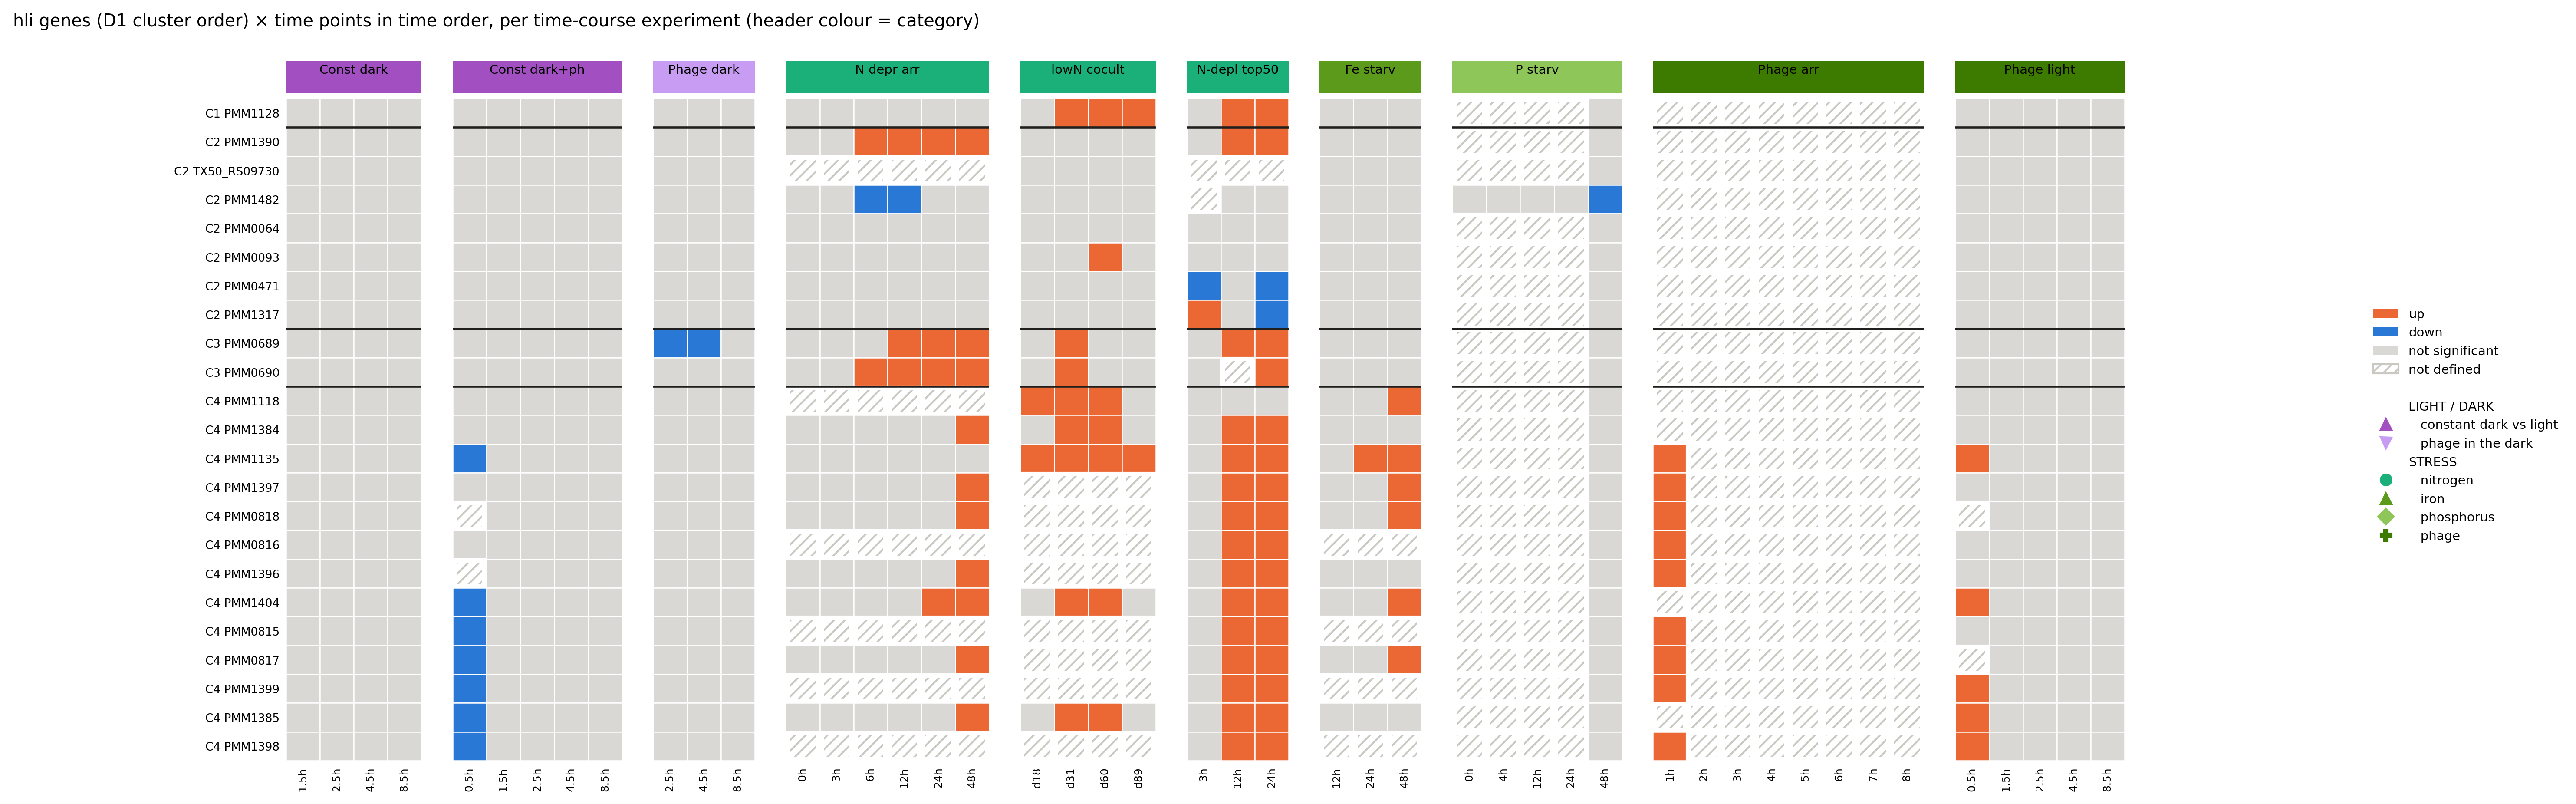 hli genes (D1 cluster order) × time points in time order, per time-course experiment (header colour = category)
Const dark Const dark+ph Phage dark N depr arr lowN cocult N-depl top50 Fe starv P starv Phage arr Phage light
C1 PMM1128
C2 PMM1390
C2 TX50_RS09730
C2 PMM1482
C2 PMM0064
C2 PMM0093
C2 PMM0471
C2 PMM1317
C3 PMM0689
C3 PMM0690
C4 PMM1118
C4 PMM1384
C4 PMM1135
C4 PMM1397
C4 PMM0818
C4 PMM0816
C4 PMM1396
C4 PMM1404
C4 PMM0815
C4 PMM0817
C4 PMM1399
C4 PMM1385
C4 PMM1398
1.5h 2.5h 4.5h 8.5h 0.5h 1.5h 2.5h 4.5h 8.5h 2.5h 4.5h 8.5h 0h 3h 6h 12h 24h 48h d18 d31 d60 d89 3h 12h 24h 12h 24h 48h 0h 4h 12h 24h 48h 1h 2h 3h 4h 5h 6h 7h 8h 0.5h 1.5h 2.5h 4.5h 8.5h
up
down
not significant
not defined
LIGHT / DARK
constant dark vs light
phage in the dark
STRESS
nitrogen
iron
phosphorus
phage